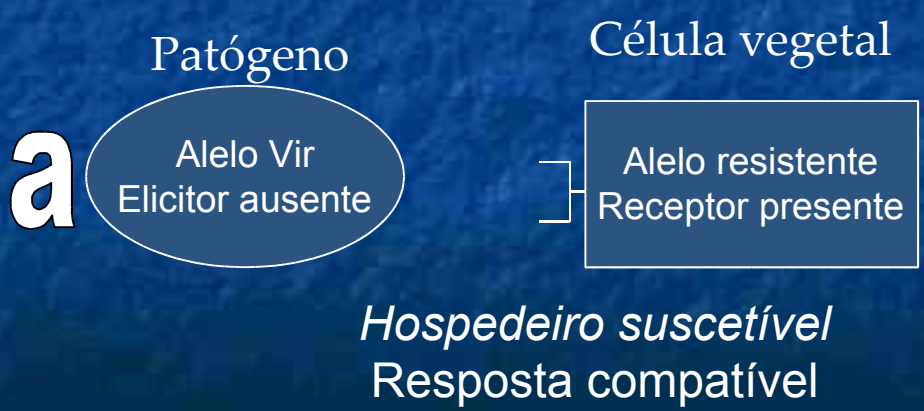 Patógeno
Célula vegetal
a
Alelo Vir
Elicitor ausente
Alelo resistente
Receptor presente
Hospedeiro suscetível
Resposta compatível